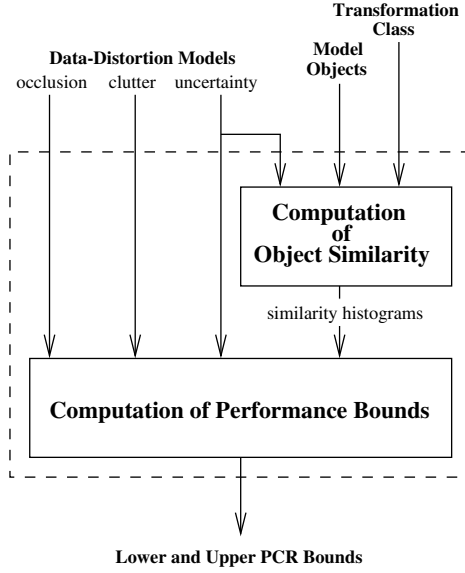 Transformation
Class
Data-Distortion Models
Model
Objects
occlusion clutter uncertainty
Computation
of
Object Similarity
similarity histograms
Computation of Performance Bounds
Lower and Upper PCR Bounds